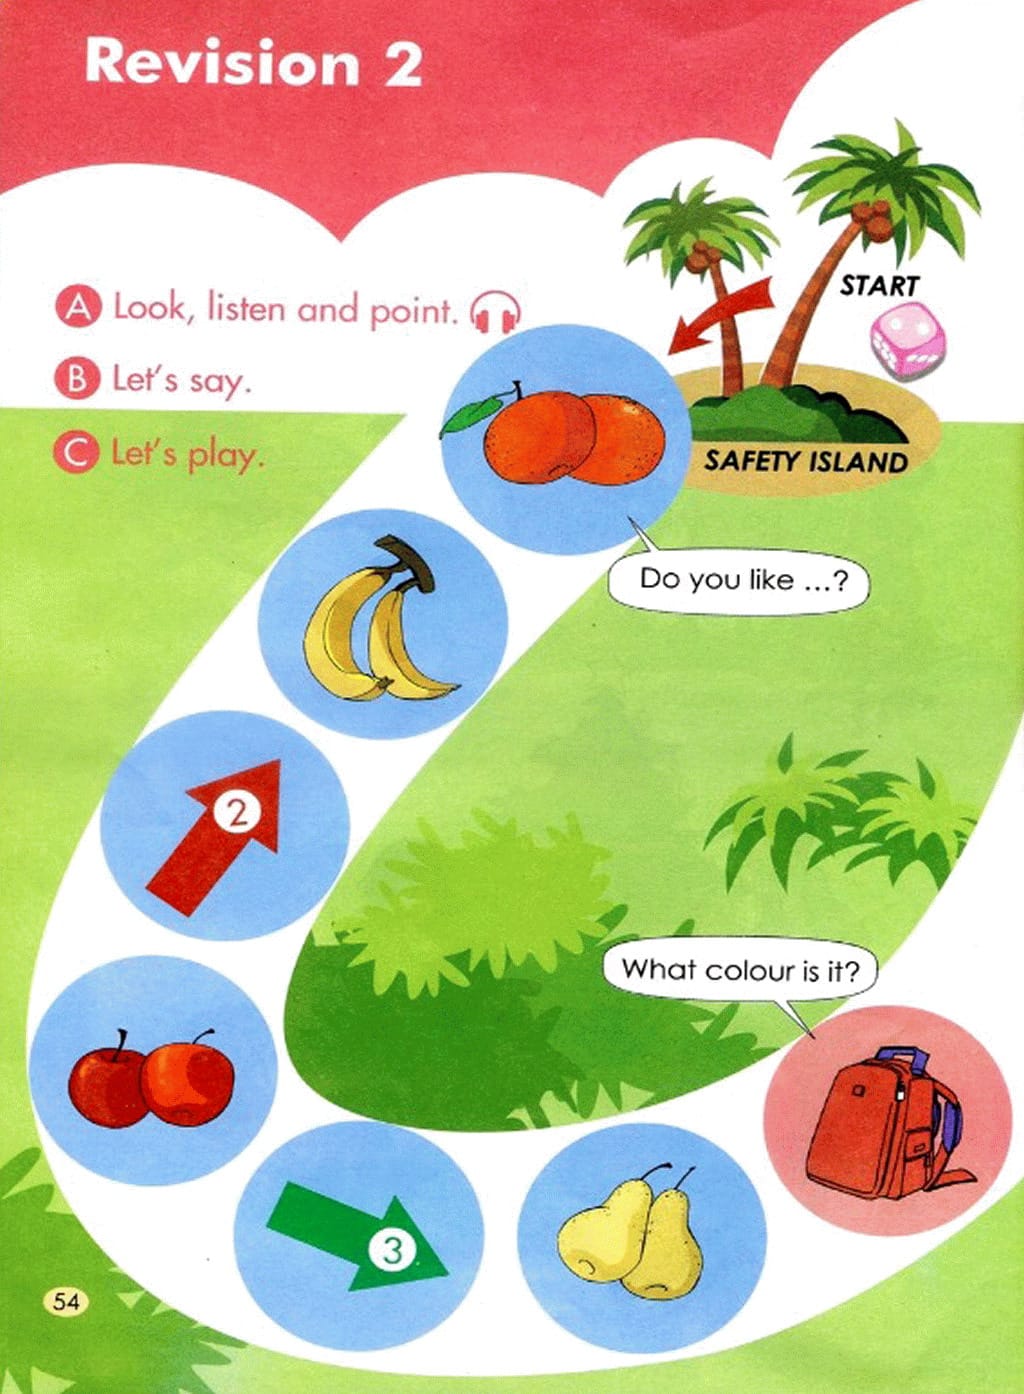 Revision 2
START
A Look, listen and point.
B Let's say.
C Let's play.
SAFETY ISLAND
Do you like ...?
2
What colour is it?
3
54